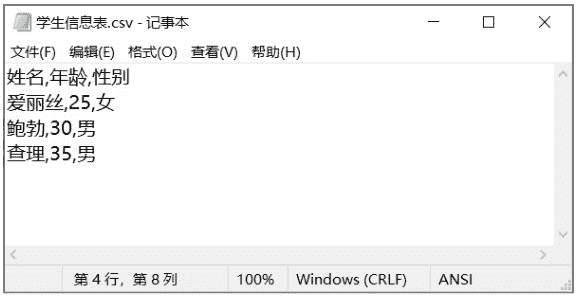 学生信息表.csv - 记事本
文件(F) 编辑(E) 格式(O) 查看(V) 帮助(H)
姓名,年龄,性别
爱丽丝,25,女
鲍勃,30,男
查理,35,男
第 4 行，第 8 列 100% Windows (CRLF) ANSI